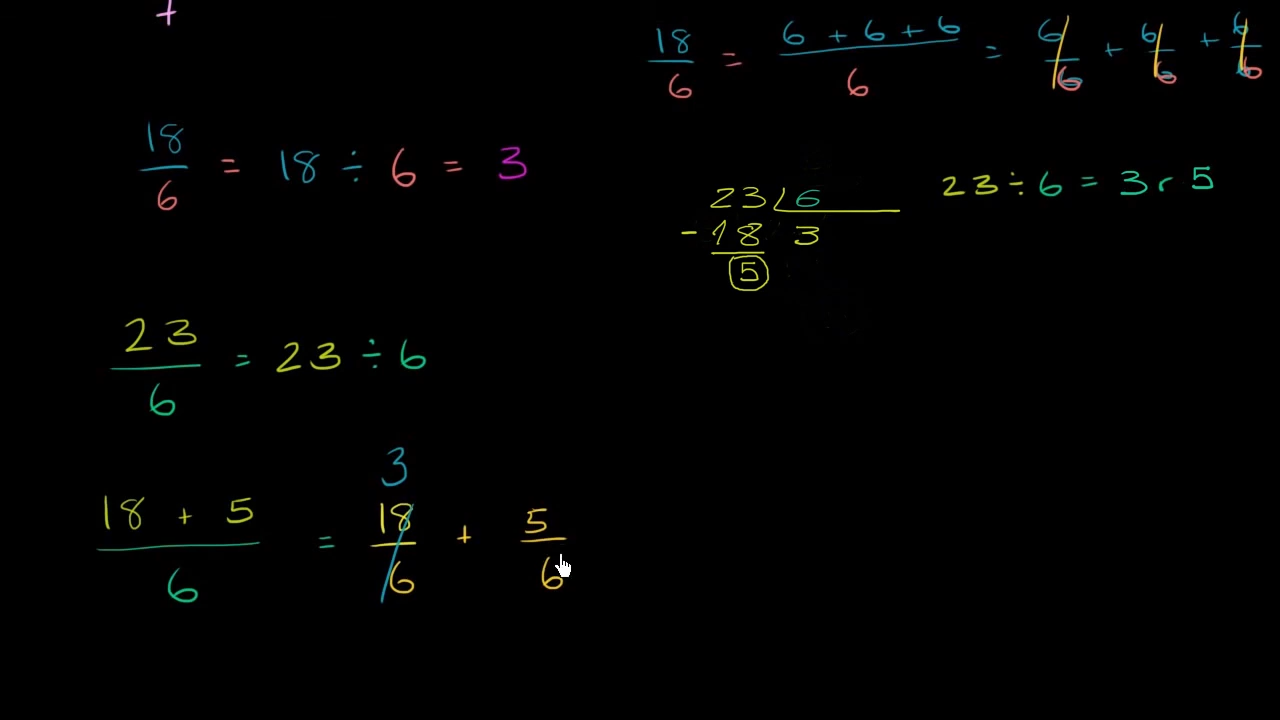 +
18/6 = (6 + 6 + 6)/6 = 6/6 + 6/6 + 6/6
18/6 = 18 ÷ 6 = 3
23 | 6
- 18 3
5
23 ÷ 6 = 3 r 5
23/6 = 23 ÷ 6
3
(18 + 5)/6 = 18/6 + 5/6